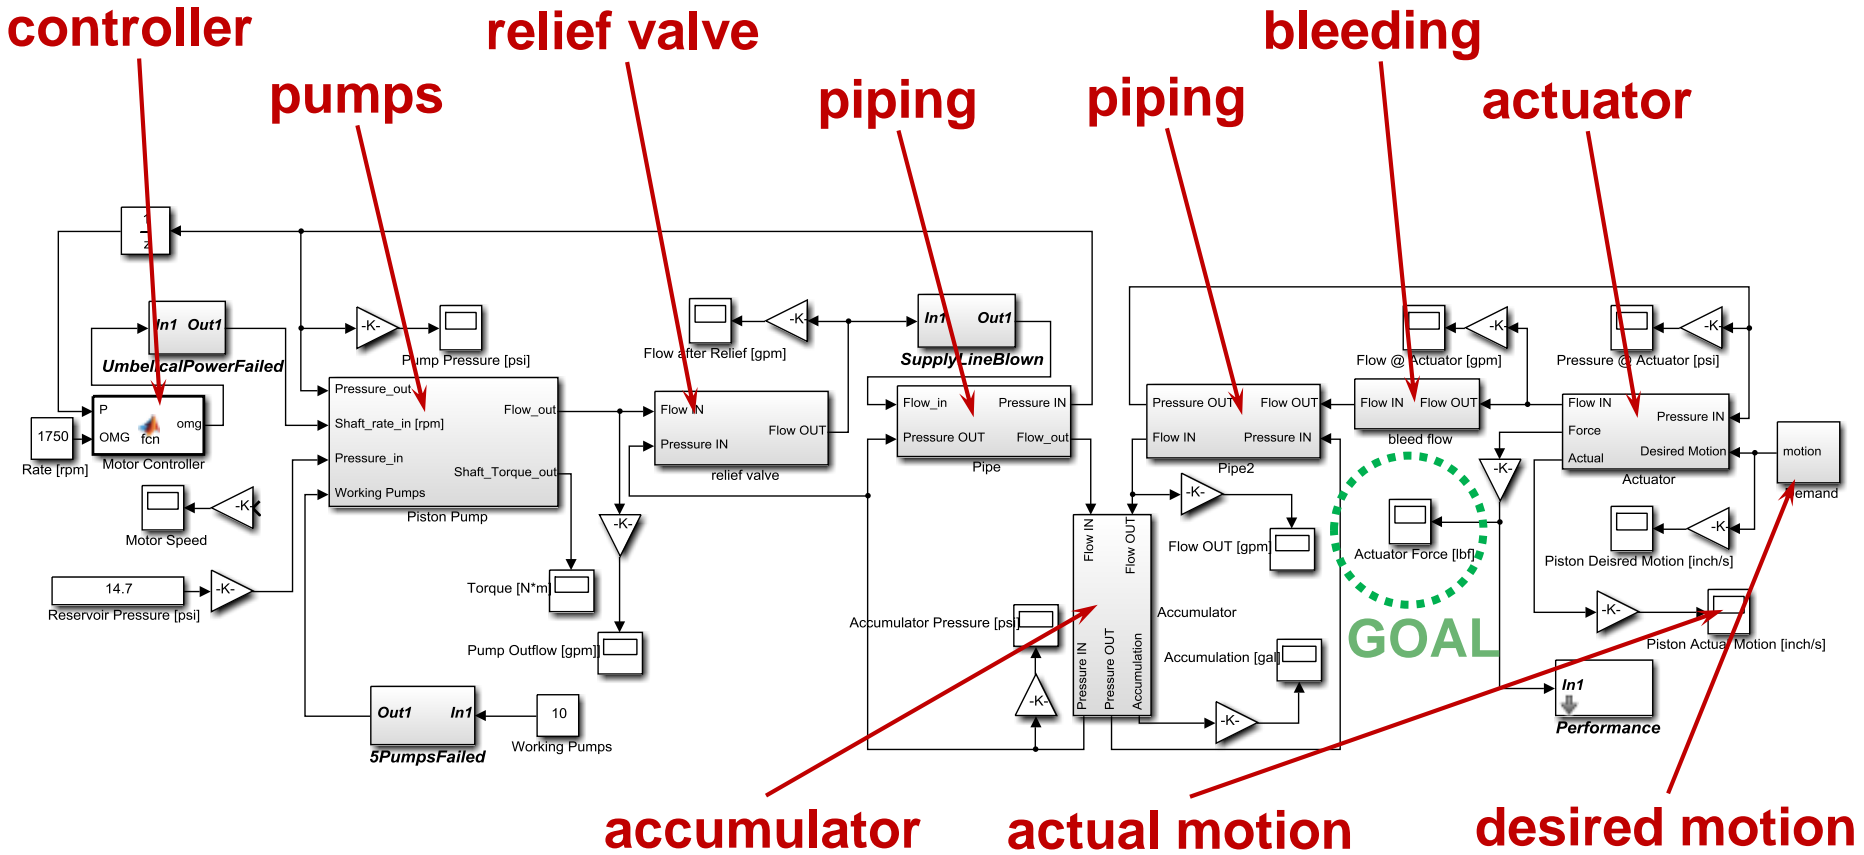 controller
relief valve
bleeding
pumps
piping
piping
actuator
1
z
In1 Out1
UmbelicalPowerFailed
-K-
Pump Pressure [psi]
-K-
Flow after Relief [gpm]
In1 Out1
SupplyLineBlown
-K-
Flow @ Actuator [gpm]
-K-
Pressure @ Actuator [psi]
P
OMG
fcn
omg
Motor Controller
1750
Rate [rpm]
Pressure_out
Shaft_rate_in [rpm]
Pressure_in
Working Pumps
Flow_out
Shaft_Torque_out
Piston Pump
Flow IN
Pressure IN
Flow OUT
relief valve
Flow_in
Pressure OUT
Pressure IN
Flow_out
Pipe
Pressure OUT
Flow IN
Flow OUT
Pressure IN
Pipe2
Flow IN
Flow OUT
bleed flow
Flow IN
Force
Actual
Pressure IN
Desired Motion
Actuator
motion
Demand
-K-
Motor Speed
14.7
Reservoir Pressure [psi]
-K-
-K-
Torque [N*m]
Pump Outflow [gpm]]
Out1 In1
5PumpsFailed
10
Working Pumps
Accumulator Pressure [psi]
-K-
Flow IN
Flow OUT
Pressure IN
Pressure OUT
Accumulation
Accumulator
-K-
Flow OUT [gpm]
Accumulation [gal]
-K-
-K-
Actuator Force [lbf]
GOAL
-K-
Piston Deisred Motion [inch/s]
-K-
Piston Actual Motion [inch/s]
In1
Performance
accumulator
actual motion
desired motion